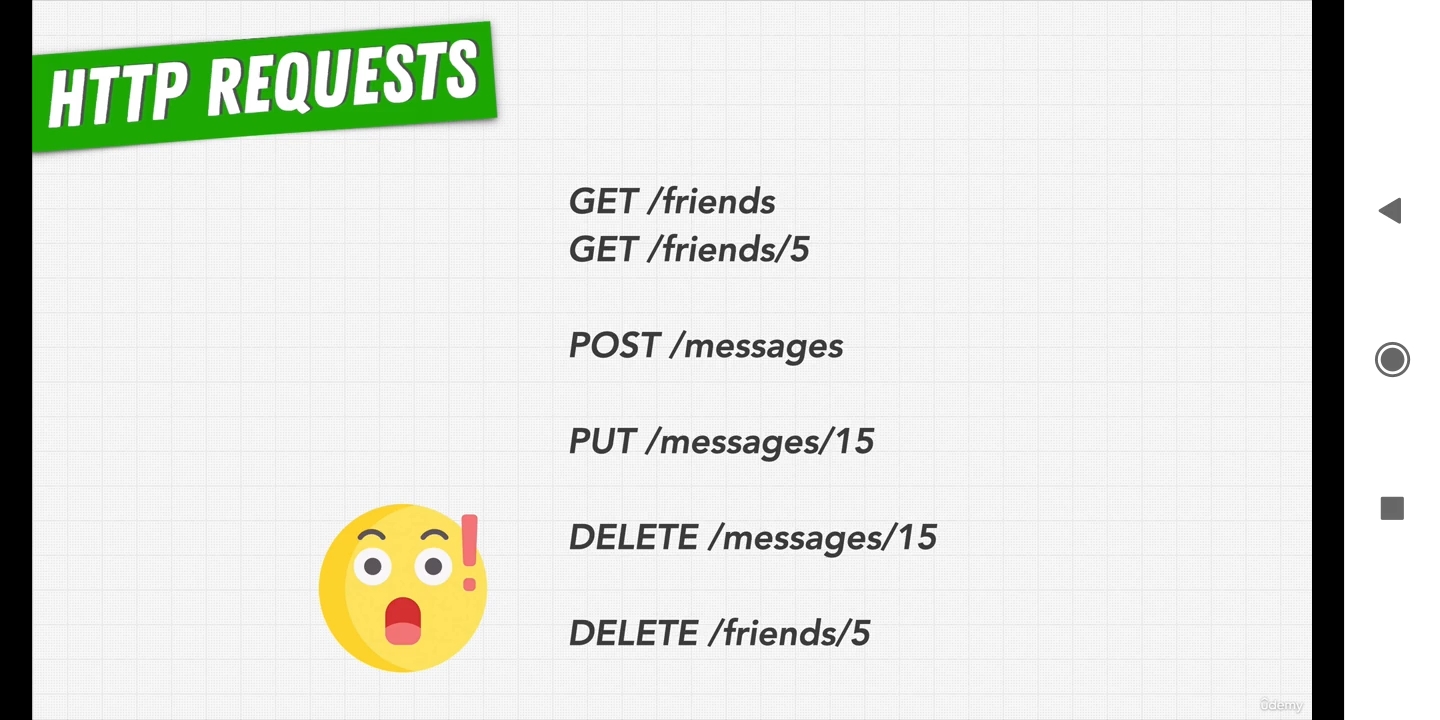 HTTP REQUESTS
GET /friends
GET /friends/5
POST /messages
PUT /messages/15
DELETE /messages/15
DELETE /friends/5
ûdemy